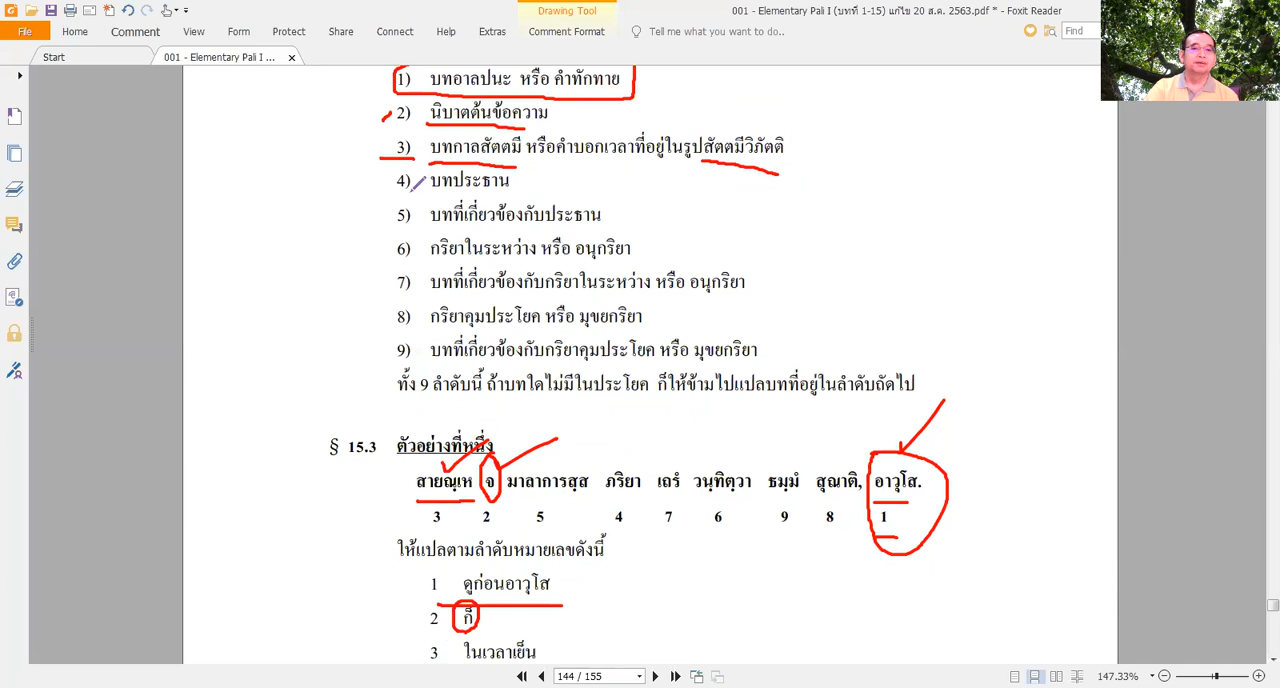 001 - Elementary Pali I (บทที่ 1-15) แก้ไข 20 ส.ค. 2563.pdf * - Foxit Reader
Drawing Tool
File Home Comment View Form Protect Share Connect Help Extras Comment Format Tell me what you want to do.. Find
Start 001 - Elementary Pali I ...
1) บทอาลปนะ หรือ คำทักทาย
2) นิบาตต้นข้อความ
3) บทกาลสัตตมี หรือคำบอกเวลาที่อยู่ในรูปสัตตมีวิภัตติ
4) บทประธาน
5) บทที่เกี่ยวข้องกับประธาน
6) กริยาในระหว่าง หรือ อนุกริยา
7) บทที่เกี่ยวข้องกับกริยาในระหว่าง หรือ อนุกริยา
8) กริยาคุมประโยค หรือ มุขยกริยา
9) บทที่เกี่ยวข้องกับกริยาคุมประโยค หรือ มุขยกริยา
ทั้ง 9 ลำดับนี้ ถ้าบทใดไม่มีในประโยค ก็ให้ข้ามไปแปลบทที่อยู่ในลำดับถัดไป
§ 15.3 ตัวอย่างที่หนึ่ง
สายณฺเห จ มาลาการสฺส ภริยา เถรํ วนฺทิตฺวา ธมฺมํ สุณาติ, อาวุโส.
3 2 5 4 7 6 9 8 1
ให้แปลตามลำดับหมายเลขดังนี้
1 ดูก่อนอาวุโส
2 ก็
3 ในเวลาเย็น
144 / 155 147.33%